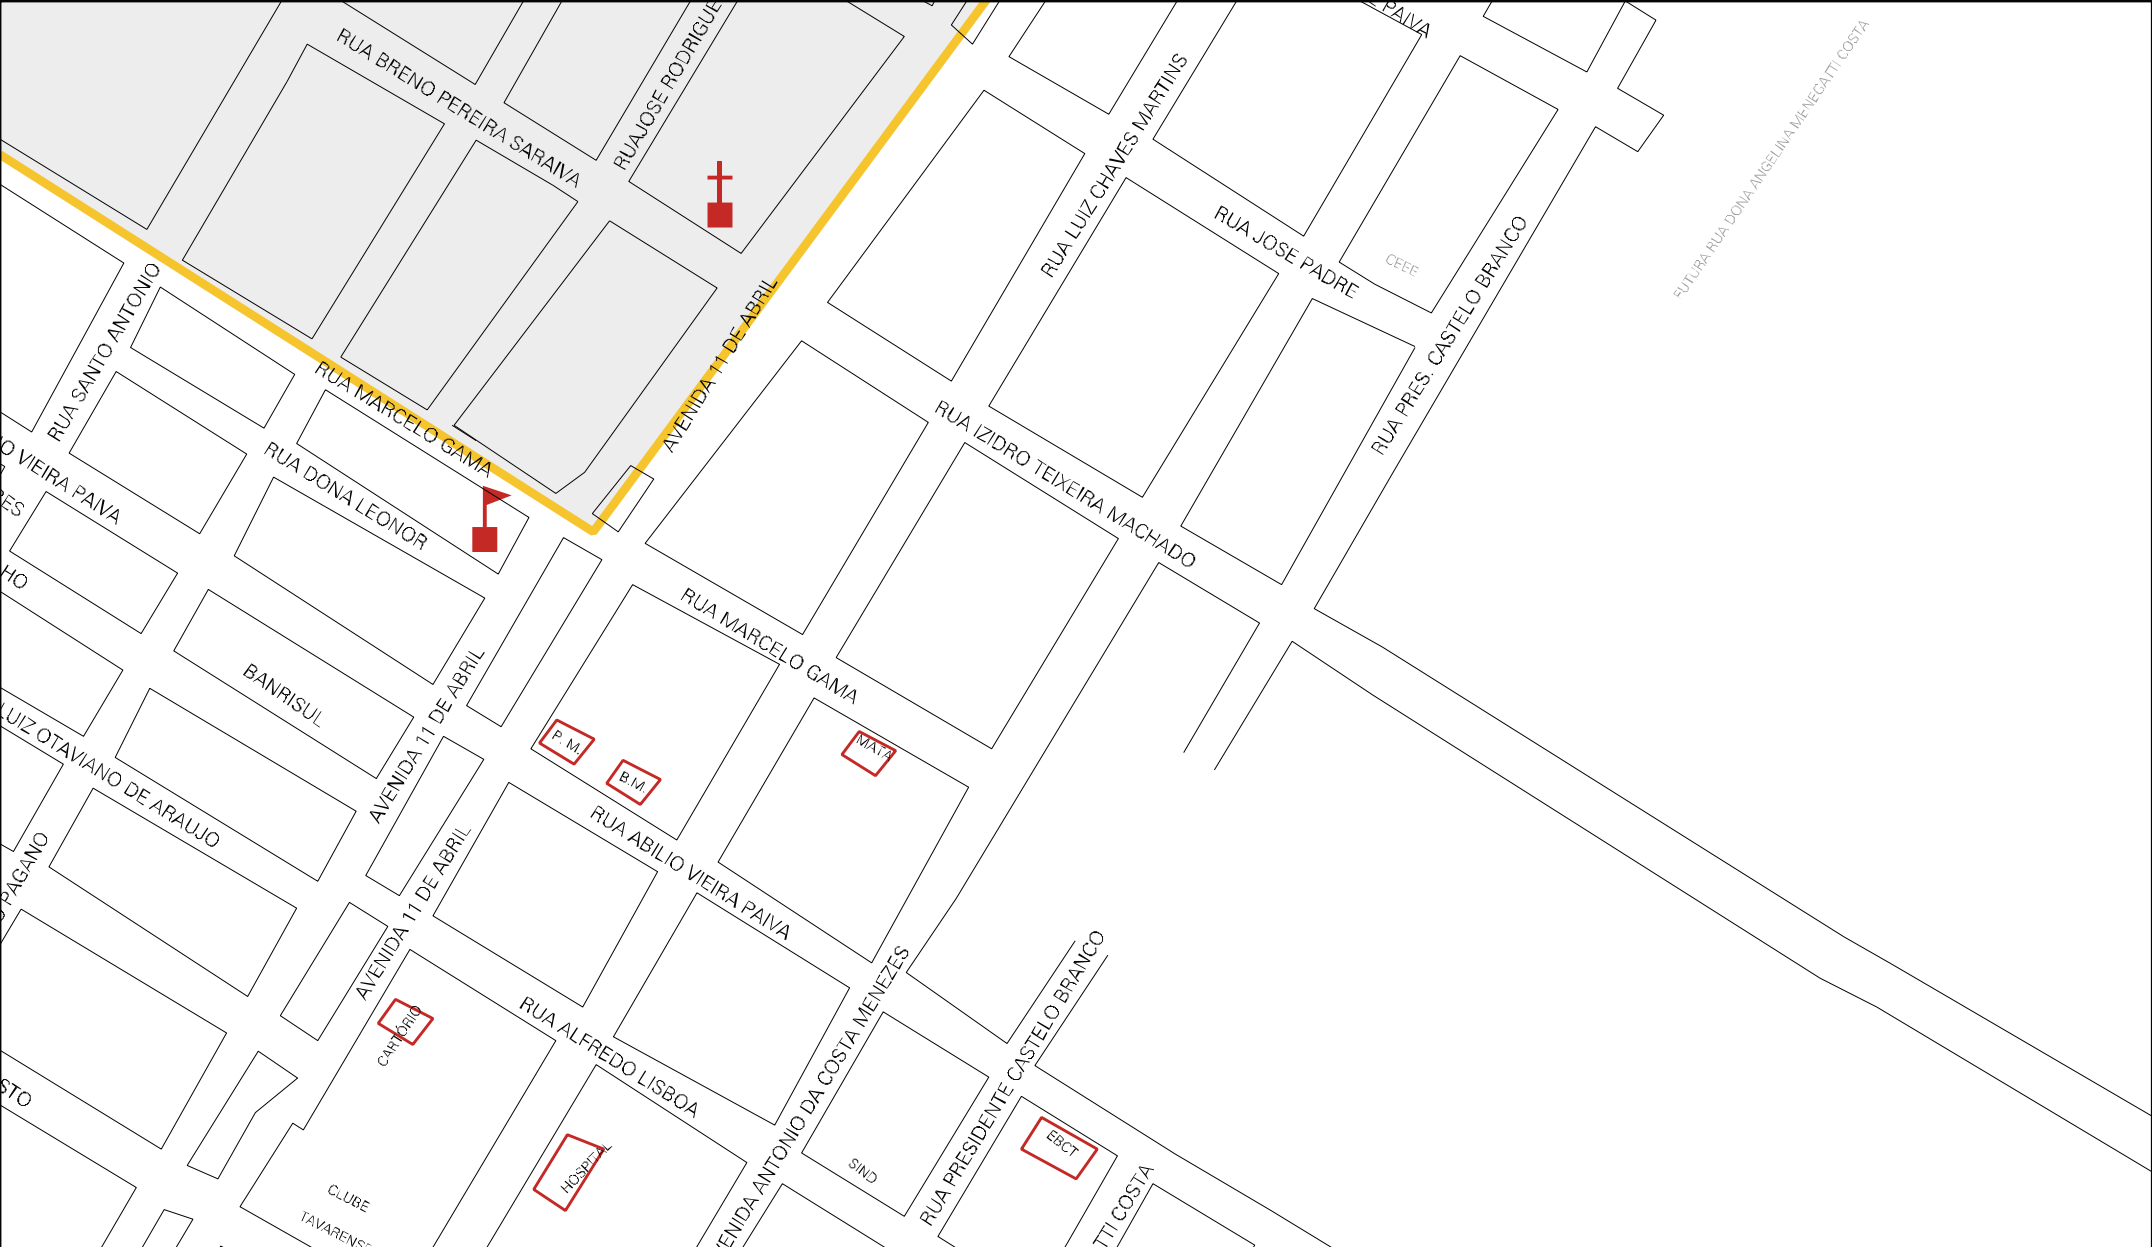 RUA BRENO PEREIRA SARAIVA
RUAJOSE RODRIGUE
E PAIVA
FUTURA RUA DONA ANGELINA MENEGATTI COSTA
RUA LUIZ CHAVES MARTINS
RUA JOSE PADRE
CEEE
RUA PRES. CASTELO BRANCO
RUA SANTO ANTONIO
AVENIDA 11 DE ABRIL
RUA MARCELO GAMA
RUA IZIDRO TEIXEIRA MACHADO
O VIEIRA PAIVA
RUA DONA LEONOR
RES
HO
RUA MARCELO GAMA
BANRISUL
AVENIDA 11 DE ABRIL
P. M.
B.M.
MATA
LUIZ OTAVIANO DE ARAUJO
RUA ABILIO VIEIRA PAIVA
PAGANO
AVENIDA 11 DE ABRIL
CARTÓRIO
RUA ALFREDO LISBOA
VENIDA ANTONIO DA COSTA MENEZES
RUA PRESIDENTE CASTELO BRANCO
STO
HOSPITAL
SIND
EBCT
TTI COSTA
CLUBE
TAVARENSE